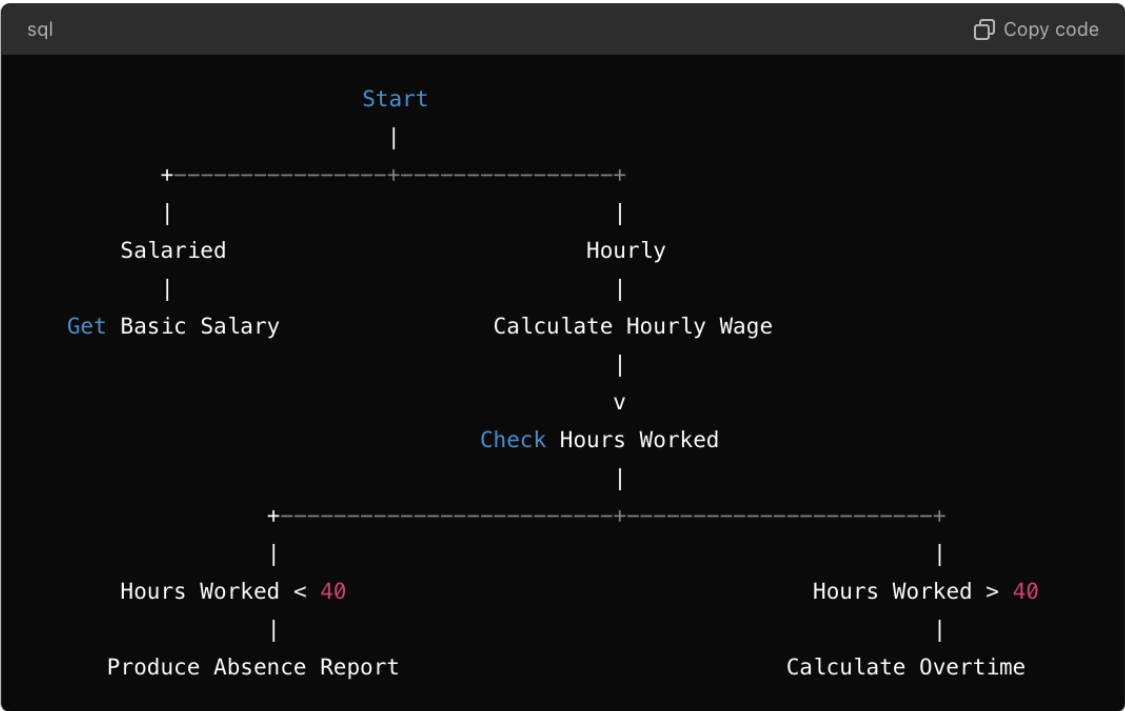 sql Copy code
Start
|
+----------------+----------------+
| |
Salaried Hourly
| |
Get Basic Salary Calculate Hourly Wage
|
v
Check Hours Worked
|
+-------------------------+-----------------------+
| |
Hours Worked < 40 Hours Worked > 40
| |
Produce Absence Report Calculate Overtime